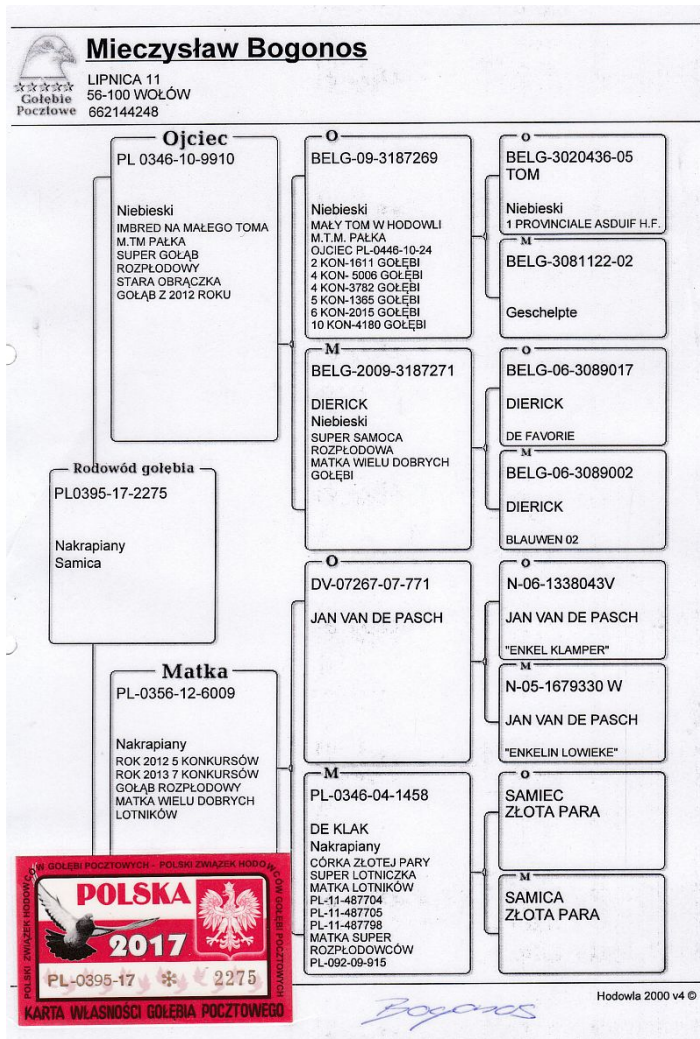 Mieczysław Bogonos
LIPNICA 11
56-100 WOŁÓW
662144248
Gołębie
Pocztowe
Ojciec
PL 0346-10-9910
Niebieski
IMBRED NA MAŁEGO TOMA
M.TM PAŁKA
SUPER GOŁĄB
ROZPŁODOWY
STARA OBRĄCZKA
GOŁĄB Z 2012 ROKU
O
BELG-09-3187269
Niebieski
MAŁY TOM W HODOWLI
M.T.M. PAŁKA
OJCIEC PL-0446-10-24
2 KON-1611 GOŁĘBI
4 KON- 5006 GOŁĘBI
4 KON-3782 GOŁĘBI
5 KON-1365 GOŁĘBI
6 KON-2015 GOŁĘBI
10 KON-4180 GOŁĘBI
O
BELG-3020436-05
TOM
Niebieski
1 PROVINCIALE ASDUIF H.F.
M
BELG-3081122-02
Geschelpte
M
BELG-2009-3187271
DIERICK
Niebieski
SUPER SAMOCA
ROZPŁODOWA
MATKA WIELU DOBRYCH
GOŁĘBI
O
BELG-06-3089017
DIERICK
DE FAVORIE
M
BELG-06-3089002
DIERICK
BLAUWEN 02
Rodowód gołębia
PL0395-17-2275
Nakrapiany
Samica
O
DV-07267-07-771
JAN VAN DE PASCH
O
N-06-1338043V
JAN VAN DE PASCH
"ENKEL KLAMPER"
M
N-05-1679330 W
JAN VAN DE PASCH
"ENKELIN LOWIEKE"
Matka
PL-0356-12-6009
Nakrapiany
ROK 2012 5 KONKURSÓW
ROK 2013 7 KONKURSÓW
GOŁĄB ROZPŁODOWY
MATKA WIELU DOBRYCH
LOTNIKÓW
M
PL-0346-04-1458
DE KLAK
Nakrapiany
CÓRKA ZŁOTEJ PARY
SUPER LOTNICZKA
MATKA LOTNIKÓW
PL-11-487704
PL-11-487705
PL-11-487798
MATKA SUPER
ROZPŁODOWCÓW
PL-092-09-915
O
SAMIEC
ZŁOTA PARA
M
SAMICA
ZŁOTA PARA
POLSKI ZWIĄZEK HODOWCÓW GOŁĘBI POCZTOWYCH - POLSKI ZWIĄZEK HODOWCÓW GOŁĘBI POCZTOWYCH
POLSKA
2017
PL-0395-17 * 2275
KARTA WŁASNOŚCI GOŁĘBIA POCZTOWEGO
Bogonos
Hodowla 2000 v4 ©